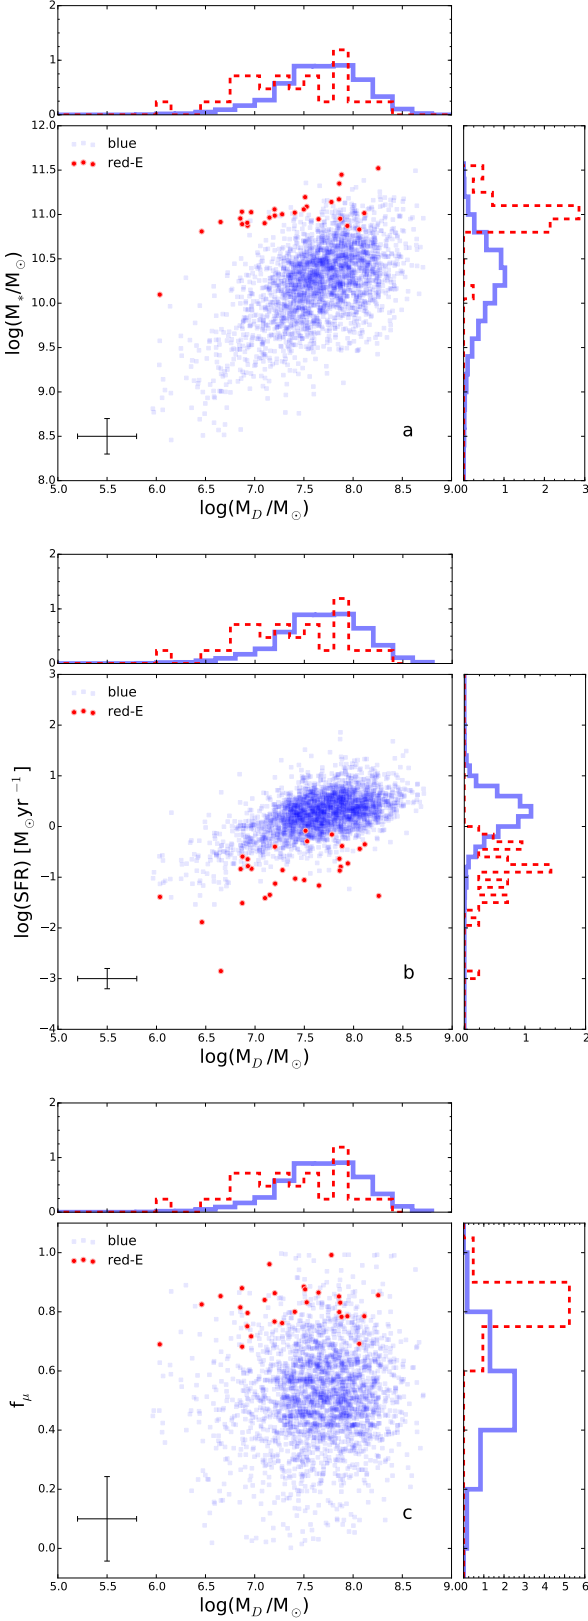 2
1
0
12.0
11.5
11.0
10.5
10.0
9.5
9.0
8.5
8.0
log(M*/M⊙)
blue
red-E
a
5.0 5.5 6.0 6.5 7.0 7.5 8.0 8.5 9.0
0 1 2 3
log(M_D/M⊙)
2
1
0
3
2
1
0
−1
−2
−3
−4
log(SFR) [M⊙yr⁻¹]
blue
red-E
b
5.0 5.5 6.0 6.5 7.0 7.5 8.0 8.5 9.0
0 1 2
log(M_D/M⊙)
2
1
0
1.0
0.8
0.6
0.4
0.2
0.0
f_μ
blue
red-E
c
5.0 5.5 6.0 6.5 7.0 7.5 8.0 8.5 9.0
0 1 2 3 4 5 6
log(M_D/M⊙)